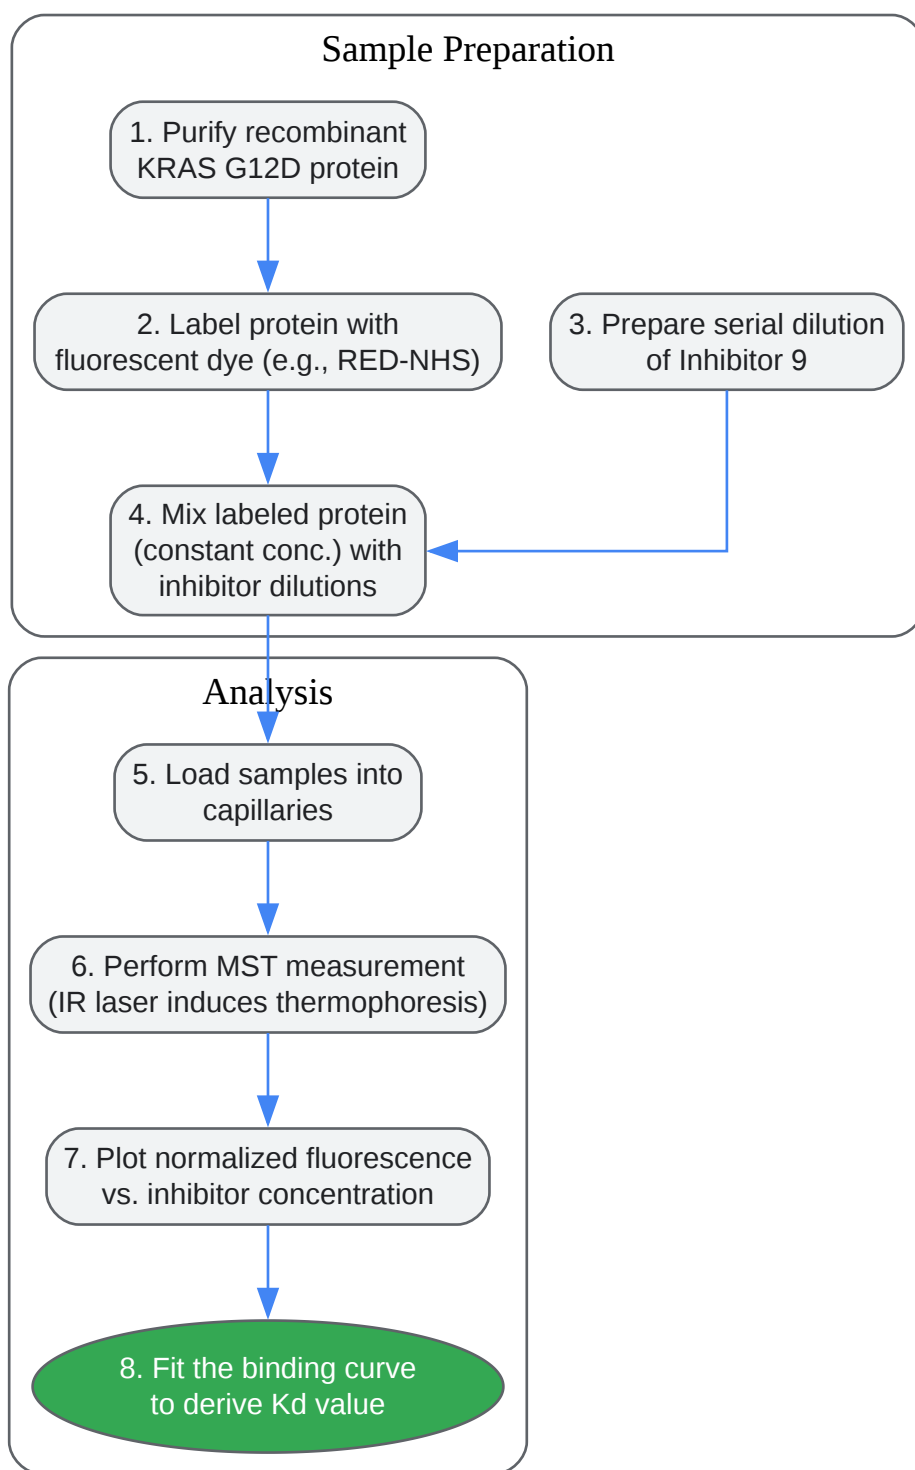 Sample Preparation
1. Purify recombinant
KRAS G12D protein
2. Label protein with
fluorescent dye (e.g., RED-NHS)
3. Prepare serial dilution
of Inhibitor 9
4. Mix labeled protein
(constant conc.) with
inhibitor dilutions
Analysis
5. Load samples into
capillaries
6. Perform MST measurement
(IR laser induces thermophoresis)
7. Plot normalized fluorescence
vs. inhibitor concentration
8. Fit the binding curve
to derive Kd value